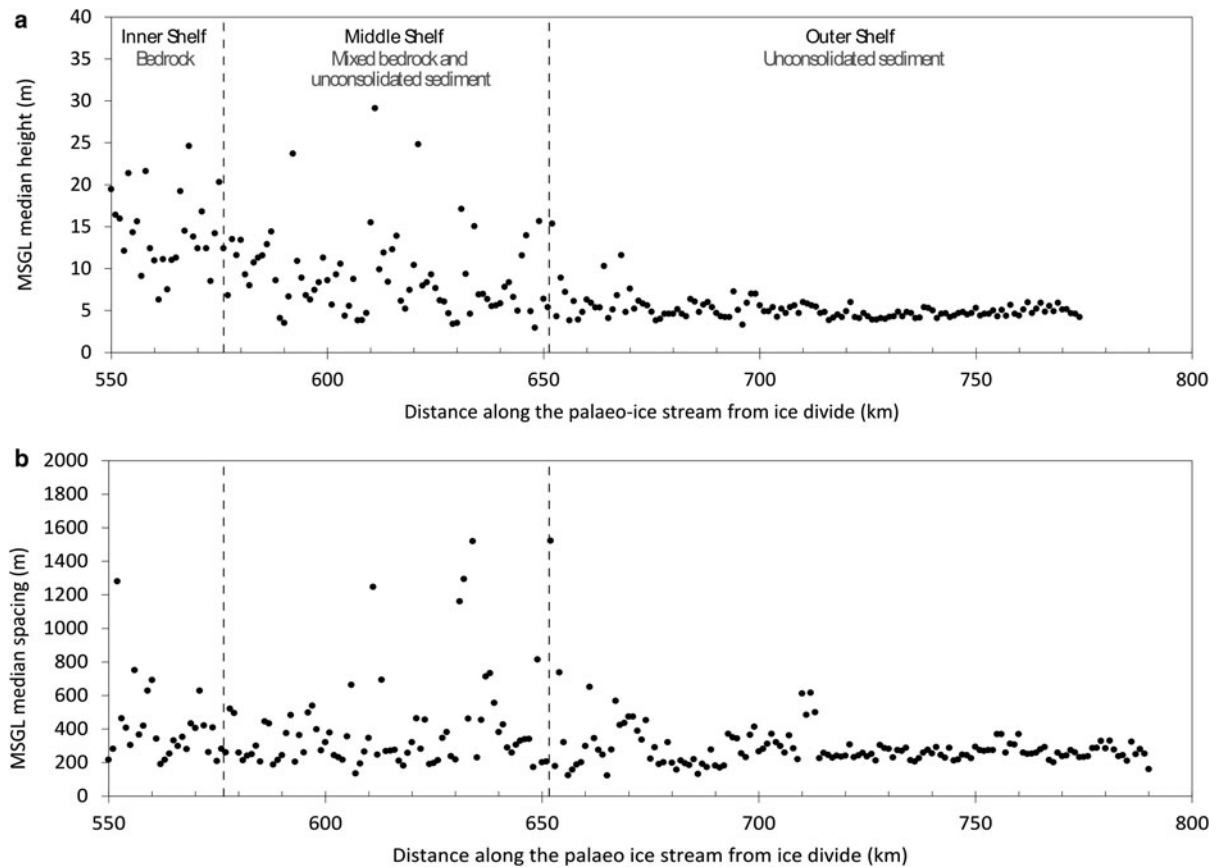 a
40
35
30
25
20
15
10
5
0
MSGL median height (m)
Inner Shelf
Bedrock
Middle Shelf
Mixed bedrock and
unconsolidated sediment
Outer Shelf
Unconsolidated sediment
550
600
650
700
750
800
Distance along the palaeo-ice stream from ice divide (km)
b
2000
1800
1600
1400
1200
1000
800
600
400
200
0
MSGL median spacing (m)
550
600
650
700
750
800
Distance along the palaeo ice stream from ice divide (km)